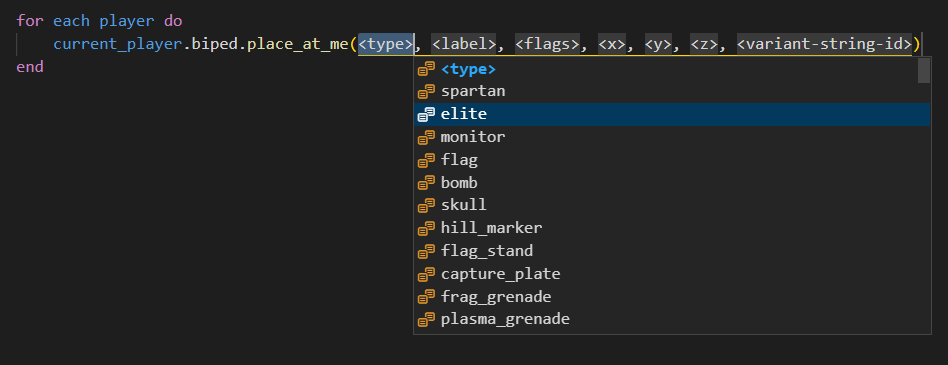 for each player do
    current_player.biped.place_at_me(<type>, <label>, <flags>, <x>, <y>, <z>, <variant-string-id>)
end
<type>
spartan
elite
monitor
flag
bomb
skull
hill_marker
flag_stand
capture_plate
frag_grenade
plasma_grenade